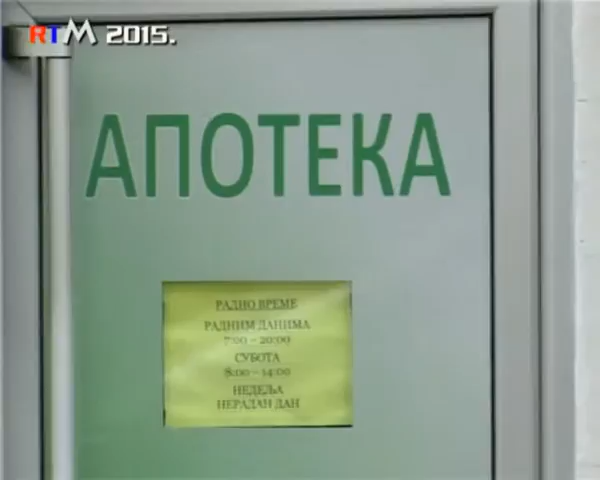 RTM 2015.
АПОТЕКА
РАДНО ВРЕМЕ
РАДНИМ ДАНИМА
7:00 – 20:00
СУБОТА
8:00 – 14:00
НЕДЕЉА
НЕРАДАН ДАН